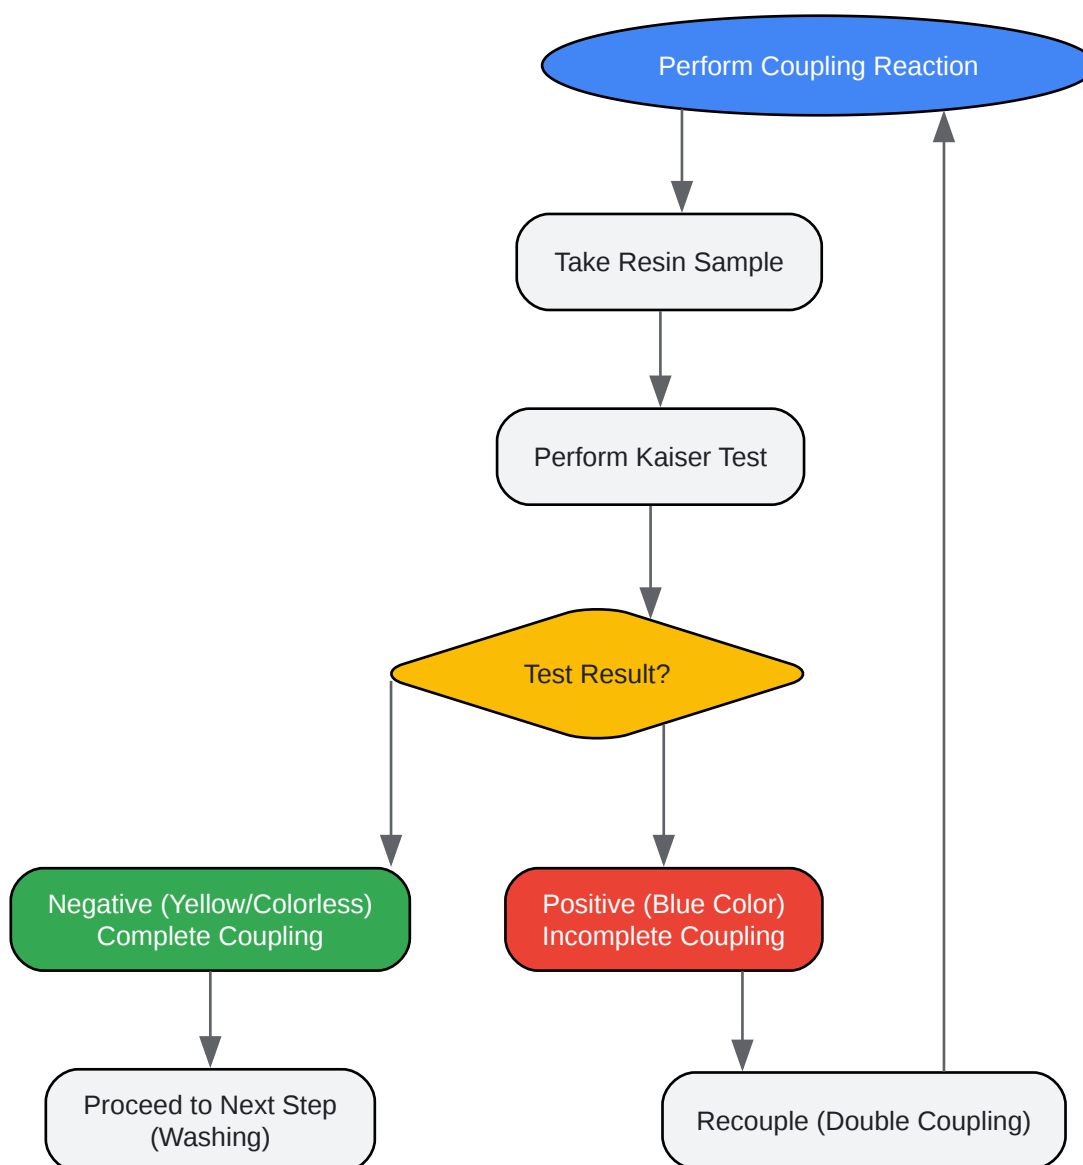 Perform Coupling Reaction
Take Resin Sample
Perform Kaiser Test
Test Result?
Negative (Yellow/Colorless)
Complete Coupling
Positive (Blue Color)
Incomplete Coupling
Proceed to Next Step
(Washing)
Recouple (Double Coupling)